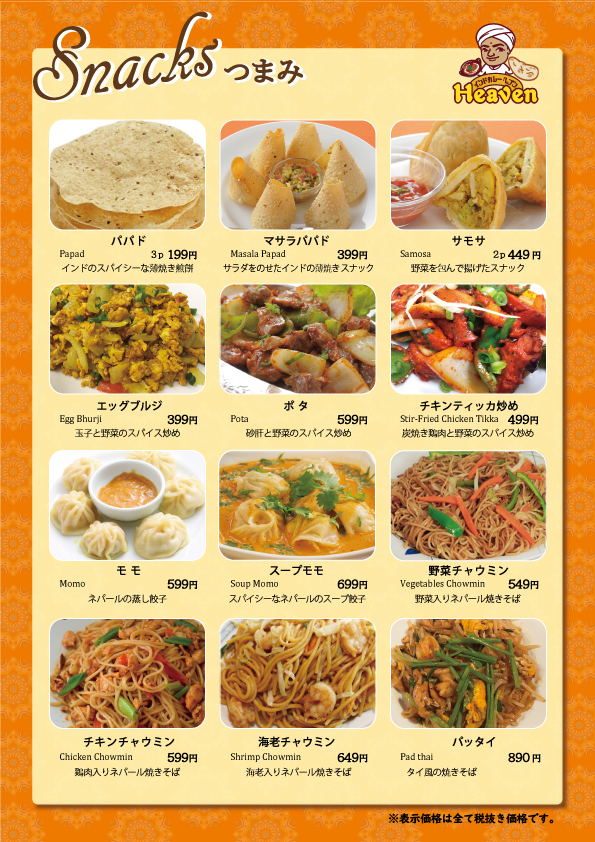 Snacks つまみ
インドカレー ヘブン
Heaven
パパド
Papad 3p 199円
インドのスパイシーな薄焼き煎餅
マサラパパド
Masala Papad 399円
サラダをのせたインドの薄焼きスナック
サモサ
Samosa 2p 449円
野菜を包んで揚げたスナック
エッグブルジ
Egg Bhurji 399円
玉子と野菜のスパイス炒め
ポタ
Pota 599円
砂肝と野菜のスパイス炒め
チキンティッカ炒め
Stir-Fried Chicken Tikka 499円
炭焼き鶏肉と野菜のスパイス炒め
モモ
Momo 599円
ネパールの蒸し餃子
スープモモ
Soup Momo 699円
スパイシーなネパールのスープ餃子
野菜チャウミン
Vegetables Chowmin 549円
野菜入りネパール焼きそば
チキンチャウミン
Chicken Chowmin 599円
鶏肉入りネパール焼きそば
海老チャウミン
Shrimp Chowmin 649円
海老入りネパール焼きそば
パッタイ
Pad thai 890円
タイ風の焼きそば
※表示価格は全て税抜き価格です。